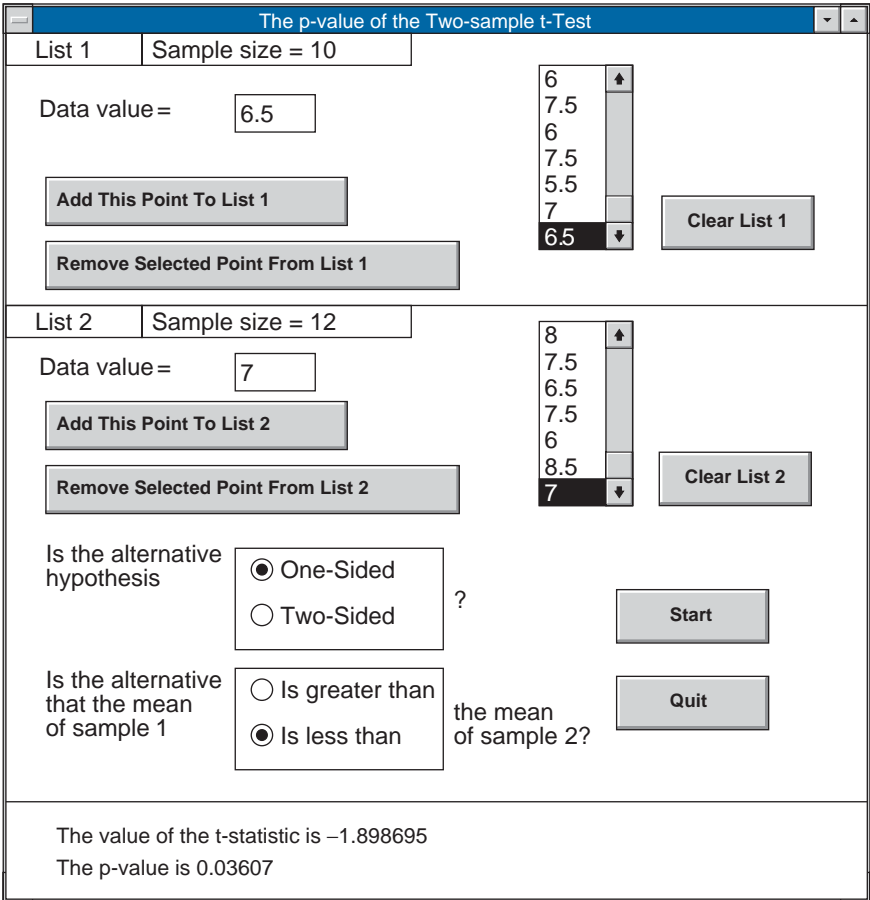 The p-value of the Two-sample t-Test
List 1 Sample size = 10
Data value = 6.5
6
7.5
6
7.5
5.5
7
6.5
Add This Point To List 1
Remove Selected Point From List 1
Clear List 1
List 2 Sample size = 12
Data value = 7
8
7.5
6.5
7.5
6
8.5
7
Add This Point To List 2
Remove Selected Point From List 2
Clear List 2
Is the alternative
hypothesis
One-Sided
Two-Sided
?
Start
Is the alternative
that the mean
of sample 1
Is greater than
Is less than
the mean
of sample 2?
Quit
The value of the t-statistic is −1.898695
The p-value is 0.03607